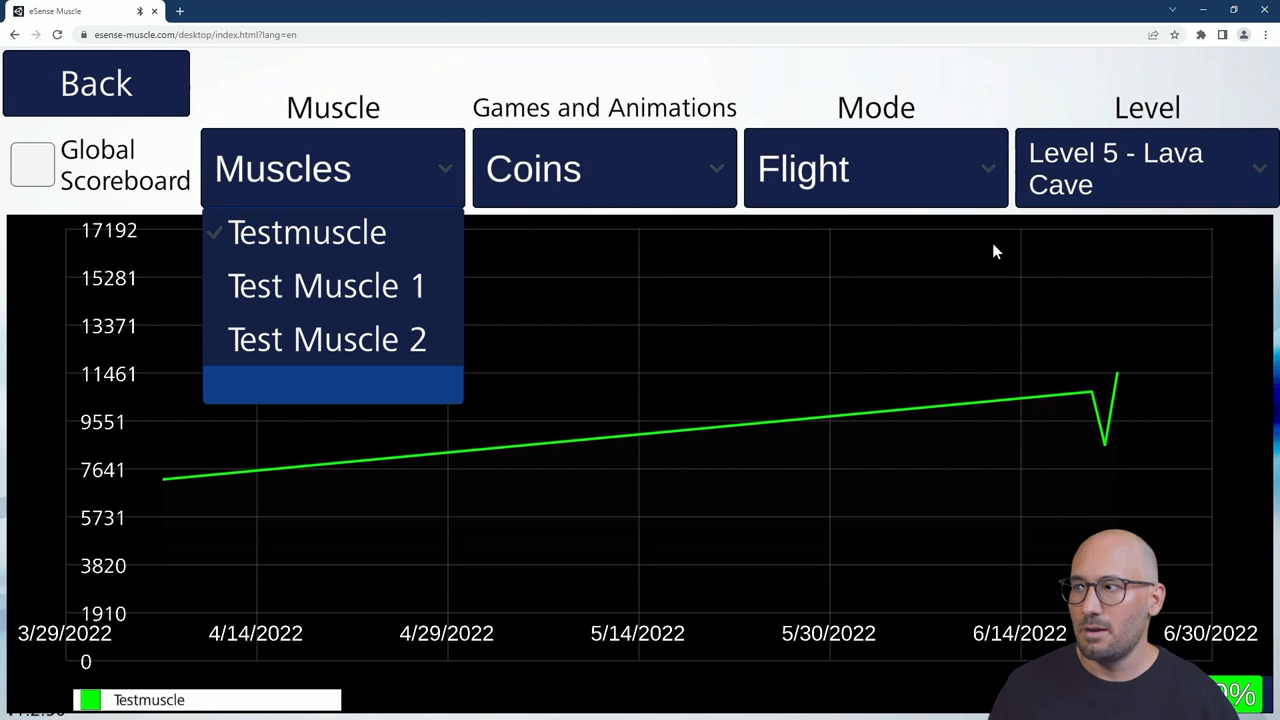 eSense Muscle
esense-muscle.com/desktop/index.html?lang=en
Back
Muscle
Games and Animations
Mode
Level
Global
Scoreboard
Muscles
Coins
Flight
Level 5 - Lava
Cave
Testmuscle
Test Muscle 1
Test Muscle 2
17192
15281
13371
11461
9551
7641
5731
3820
1910
0
3/29/2022
4/14/2022
4/29/2022
5/14/2022
5/30/2022
6/14/2022
6/30/2022
Testmuscle